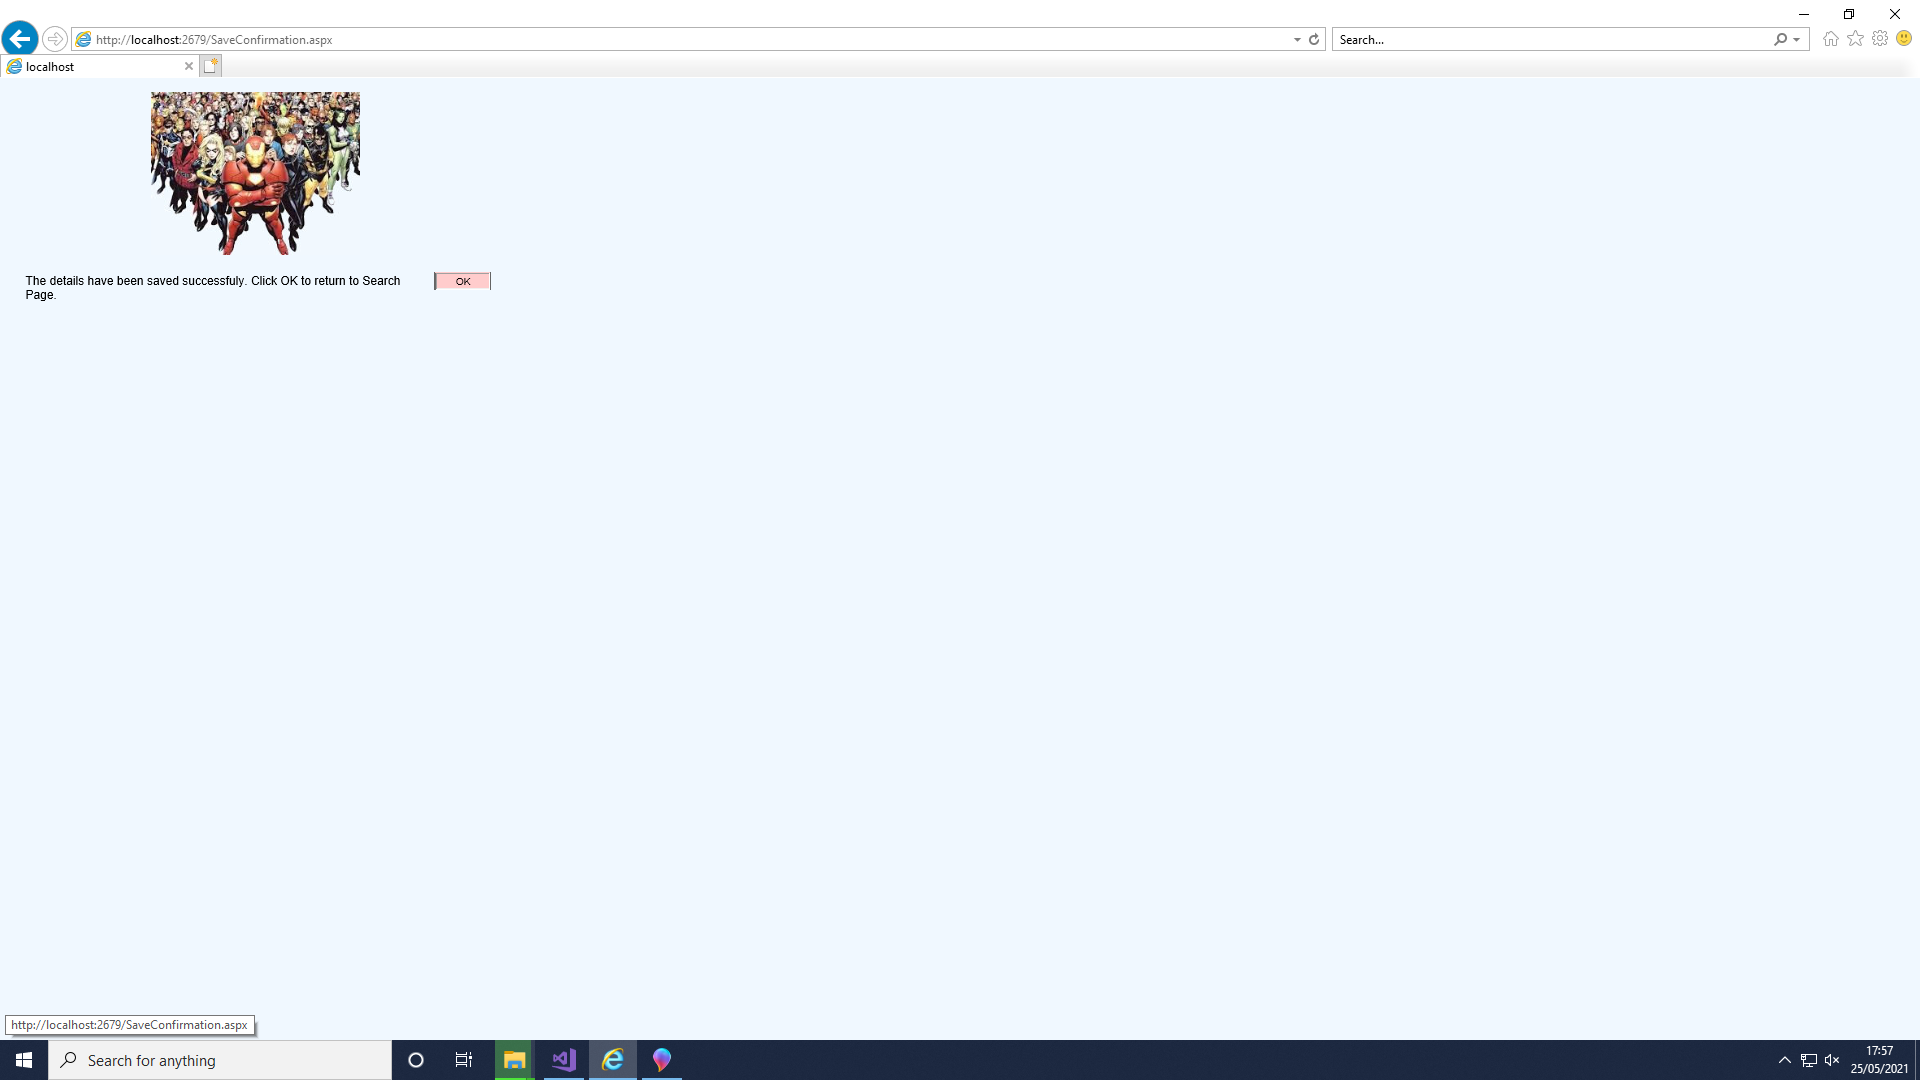 http://localhost:2679/SaveConfirmation.aspx
Search...
localhost
The details have been saved successfuly. Click OK to return to Search
Page.
OK
http://localhost:2679/SaveConfirmation.aspx
Search for anything
17:57
25/05/2021